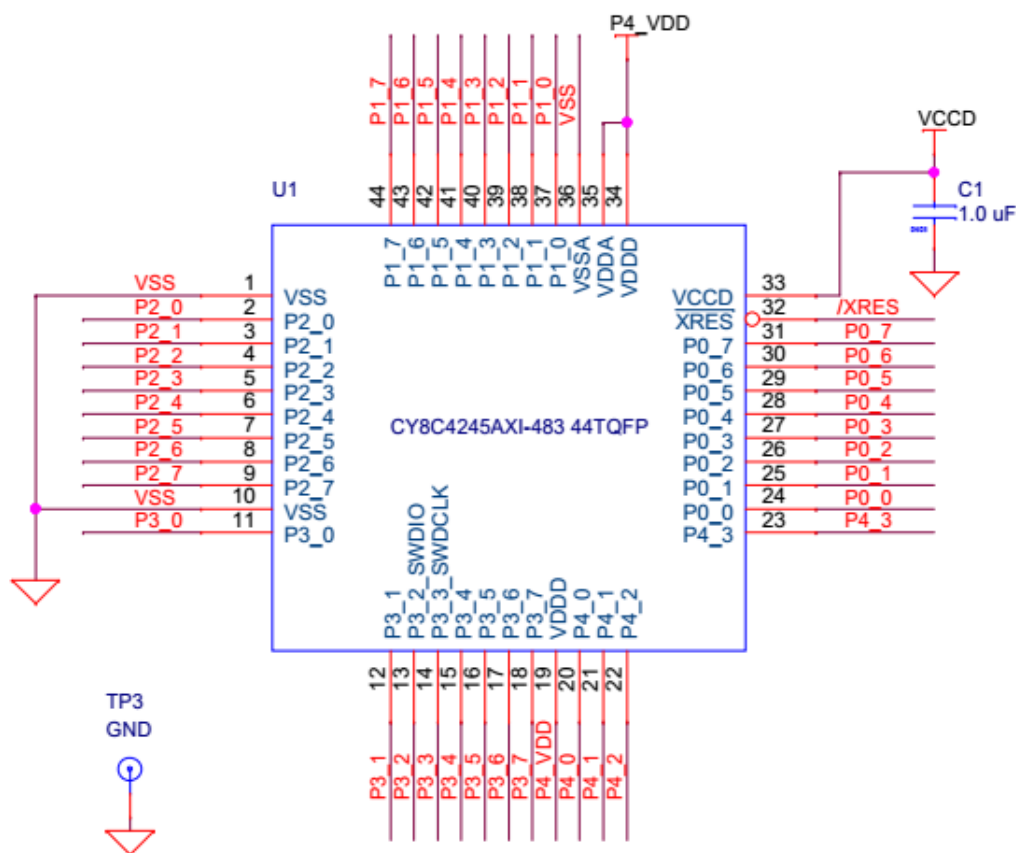 P4_VDD
P1_7
P1_6
P1_5
P1_4
P1_3
P1_2
P1_1
P1_0
VSS
VCCD
C1
1.0 uF
U1
44
43
42
41
40
39
38
37
36
35
34
P1_7
P1_6
P1_5
P1_4
P1_3
P1_2
P1_1
P1_0
VSSA
VDDA
VDDD
VSS 1 VSS
P2_0 2 P2_0
P2_1 3 P2_1
P2_2 4 P2_2
P2_3 5 P2_3
P2_4 6 P2_4
P2_5 7 P2_5
P2_6 8 P2_6
P2_7 9 P2_7
VSS 10 VSS
P3_0 11 P3_0
CY8C4245AXI-483 44TQFP
VCCD 33
XRES 32 /XRES
P0_7 31 P0_7
P0_6 30 P0_6
P0_5 29 P0_5
P0_4 28 P0_4
P0_3 27 P0_3
P0_2 26 P0_2
P0_1 25 P0_1
P0_0 24 P0_0
P4_3 23 P4_3
P3_1
P3_2_SWDIO
P3_3_SWDCLK
P3_4
P3_5
P3_6
P3_7
VDDD
P4_0
P4_1
P4_2
12
13
14
15
16
17
18
19
20
21
22
P3_1
P3_2
P3_3
P3_4
P3_5
P3_6
P3_7
P4_VDD
P4_0
P4_1
P4_2
TP3
GND